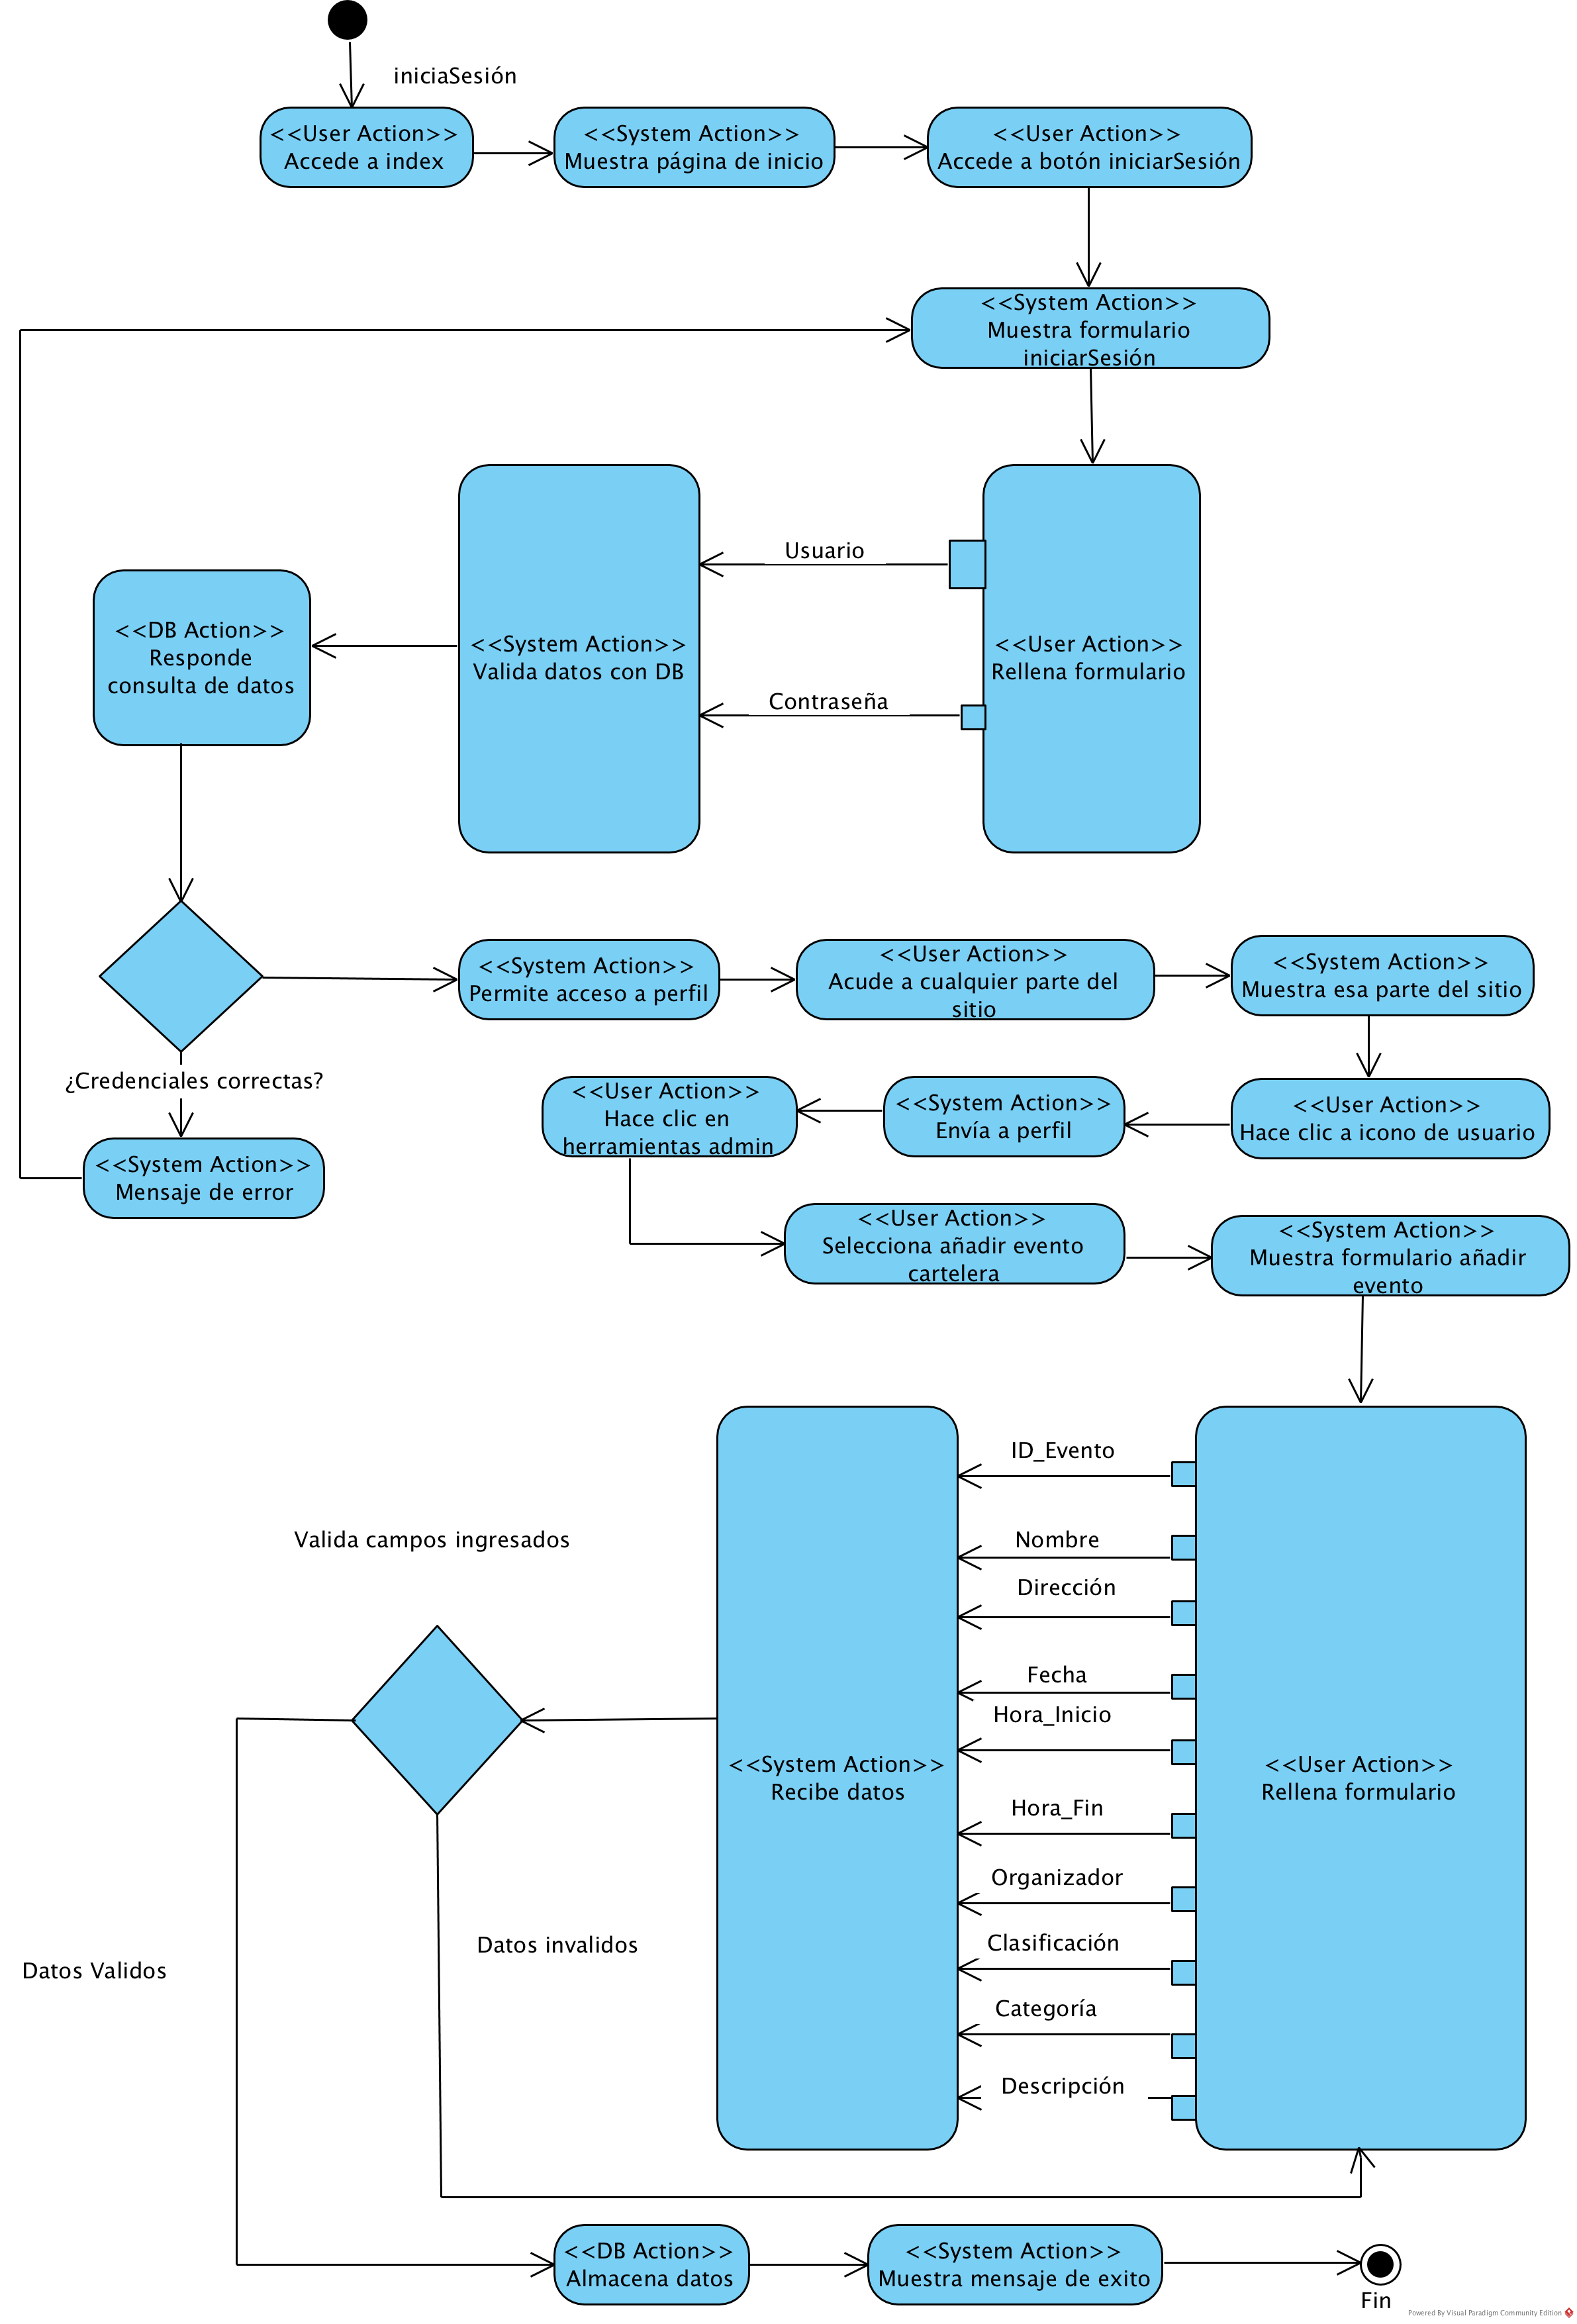 iniciaSesión
<<User Action>>
Accede a index
<<System Action>>
Muestra página de inicio
<<User Action>>
Accede a botón iniciarSesión
<<System Action>>
Muestra formulario
iniciarSesión
Usuario
Contraseña
<<User Action>>
Rellena formulario
<<System Action>>
Valida datos con DB
<<DB Action>>
Responde
consulta de datos
¿Credenciales correctas?
<<System Action>>
Mensaje de error
<<System Action>>
Permite acceso a perfil
<<User Action>>
Acude a cualquier parte del
sitio
<<System Action>>
Muestra esa parte del sitio
<<User Action>>
Hace clic a icono de usuario
<<System Action>>
Envía a perfil
<<User Action>>
Hace clic en
herramientas admin
<<User Action>>
Selecciona añadir evento
cartelera
<<System Action>>
Muestra formulario añadir
evento
<<User Action>>
Rellena formulario
ID_Evento
Nombre
Dirección
Fecha
Hora_Inicio
Hora_Fin
Organizador
Clasificación
Categoría
Descripción
<<System Action>>
Recibe datos
Valida campos ingresados
Datos invalidos
Datos Validos
<<DB Action>>
Almacena datos
<<System Action>>
Muestra mensaje de exito
Fin
Powered By Visual Paradigm Community Edition